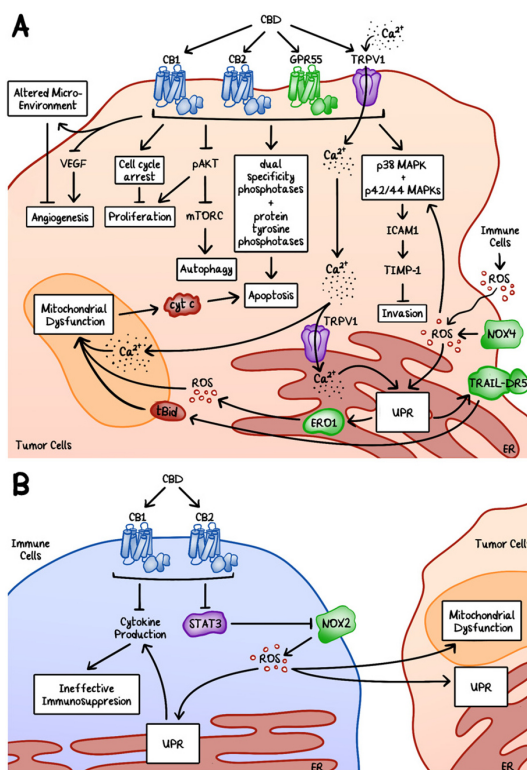 A
CBD
Ca2+
CB1
CB2
GPR55
TRPV1
Altered Micro-
Environment
VEGF
Angiogenesis
Cell cycle
arrest
Proliferation
pAKT
mTORC
Autophagy
dual
specificity
phosphotases
+
protein
tyrosine
phosphotases
Apoptosis
Ca2+
Ca2+
p38 MAPK
+
p42/44 MAPKs
ICAM1
TIMP-1
Invasion
Immune
Cells
ROS
ROS
NOX4
TRAIL-DR5
Mitochondrial
Dysfunction
cyt c
Ca2+
tBid
ROS
TRPV1
Ca2+
ERO1
UPR
ER
Tumor Cells
B
CBD
CB1
CB2
Immune
Cells
Cytokine
Production
STAT3
NOX2
ROS
Ineffective
Immunosuppresion
UPR
ER
Tumor Cell
Mitochondrial
Dysfunction
UPR
ER